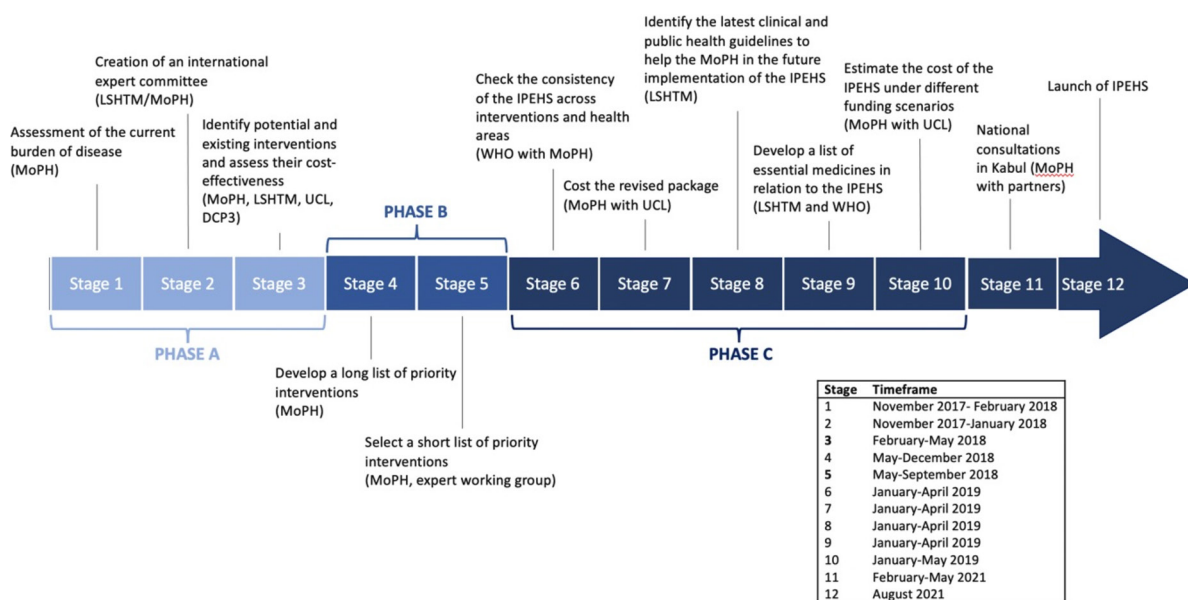 Creation of an international
expert committee
(LSHTM/MoPH)
Assessment of the current
burden of disease
(MoPH)
Identify potential and
existing interventions
and assess their cost-
effectiveness
(MoPH, LSHTM, UCL,
DCP3)
Check the consistency
of the IPEHS across
interventions and health
areas
(WHO with MoPH)
Cost the revised package
(MoPH with UCL)
Identify the latest clinical and
public health guidelines to
help the MoPH in the future
implementation of the IPEHS
(LSHTM)
Develop a list of
essential medicines in
relation to the IPEHS
(LSHTM and WHO)
Estimate the cost of the
IPEHS under different
funding scenarios
(MoPH with UCL)
National
consultations
in Kabul (MoPH
with partners)
Launch of IPEHS
PHASE B
Stage 1
Stage 2
Stage 3
Stage 4
Stage 5
Stage 6
Stage 7
Stage 8
Stage 9
Stage 10
Stage 11
Stage 12
PHASE A
PHASE C
Develop a long list of priority
interventions
(MoPH)
Select a short list of priority
interventions
(MoPH, expert working group)
Stage Timeframe
1 November 2017- February 2018
2 November 2017-January 2018
3 February-May 2018
4 May-December 2018
5 May-September 2018
6 January-April 2019
7 January-April 2019
8 January-April 2019
9 January-April 2019
10 January-May 2019
11 February-May 2021
12 August 2021